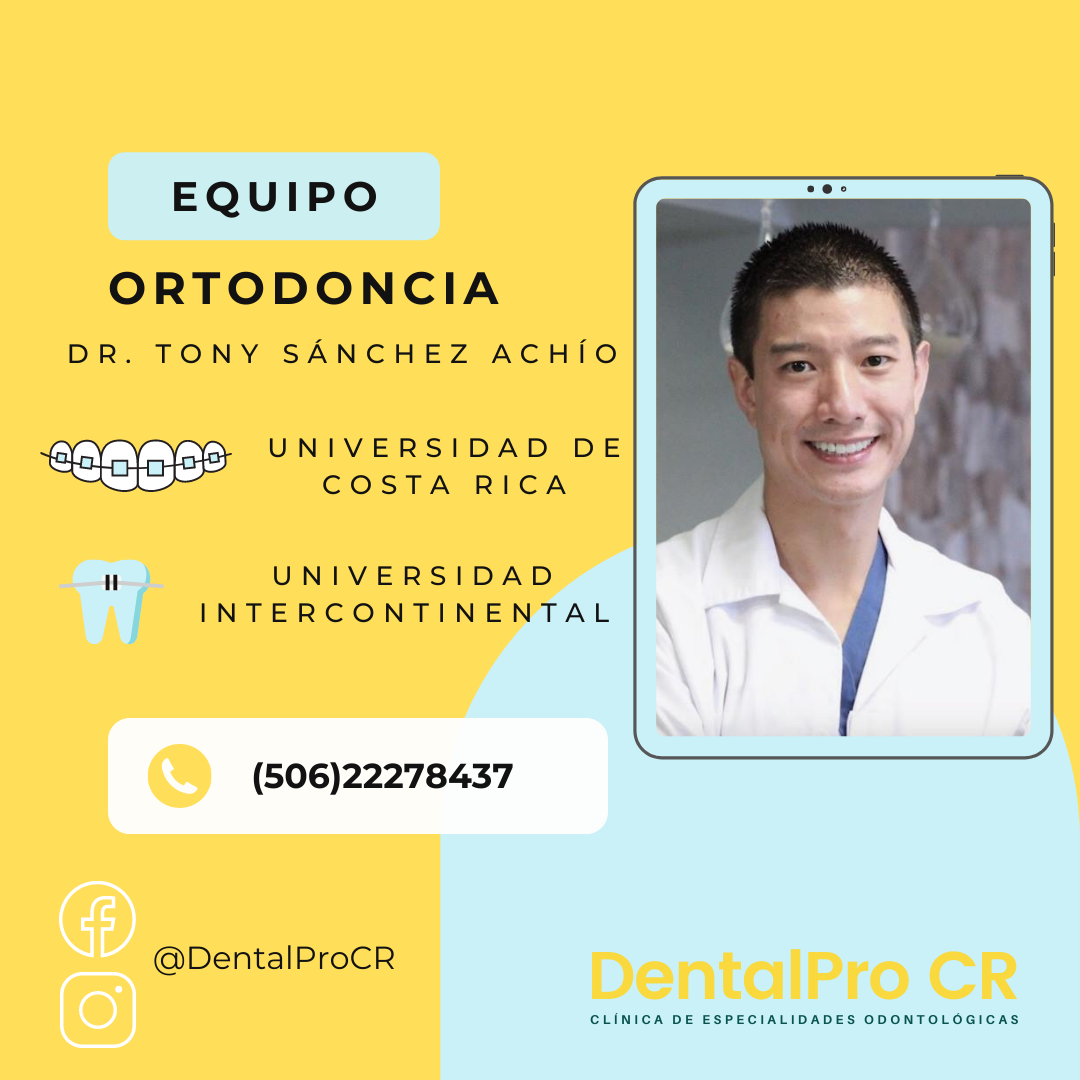 EQUIPO
ORTODONCIA
DR. TONY SÁNCHEZ ACHÍO
UNIVERSIDAD DE
COSTA RICA
UNIVERSIDAD
INTERCONTINENTAL
(506)22278437
@DentalProCR
DentalPro CR
CLÍNICA DE ESPECIALIDADES ODONTOLÓGICAS